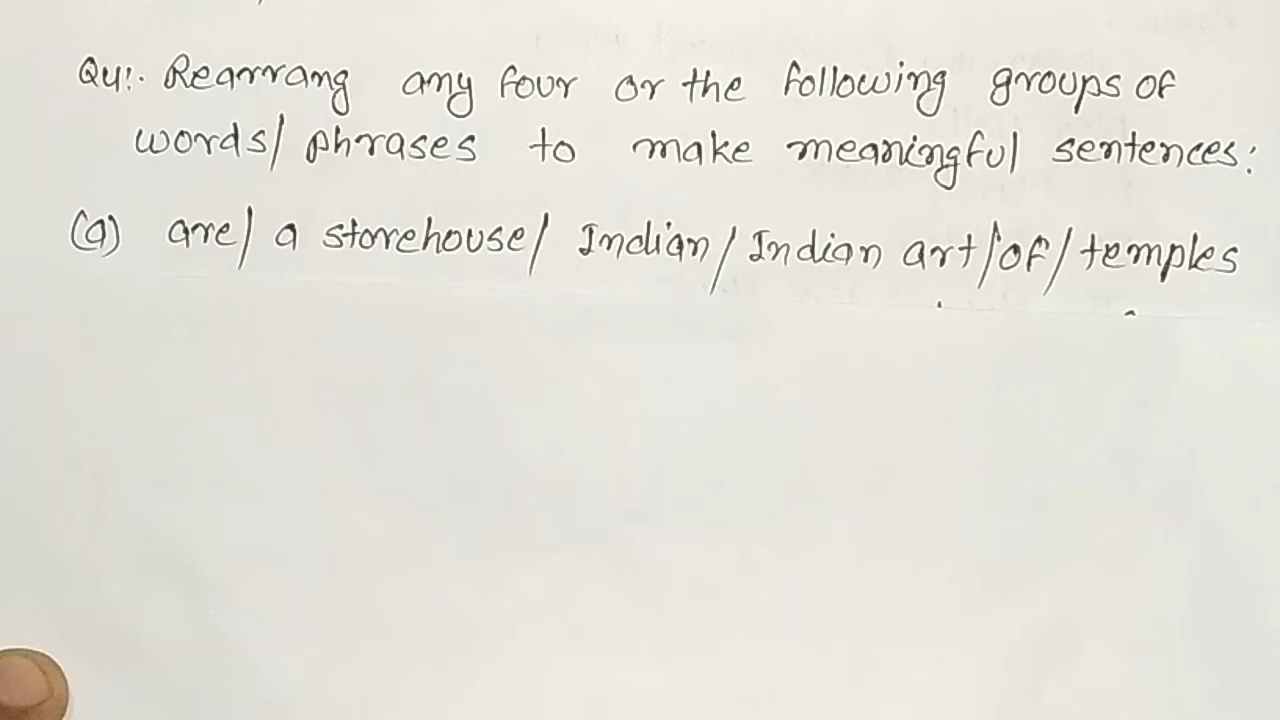 Q4!. Rearrang any four or the following groups of
words/ phrases to make meaningful sentences:
(a) are/ a storehouse/ Indian/ Indian art/of/ temples